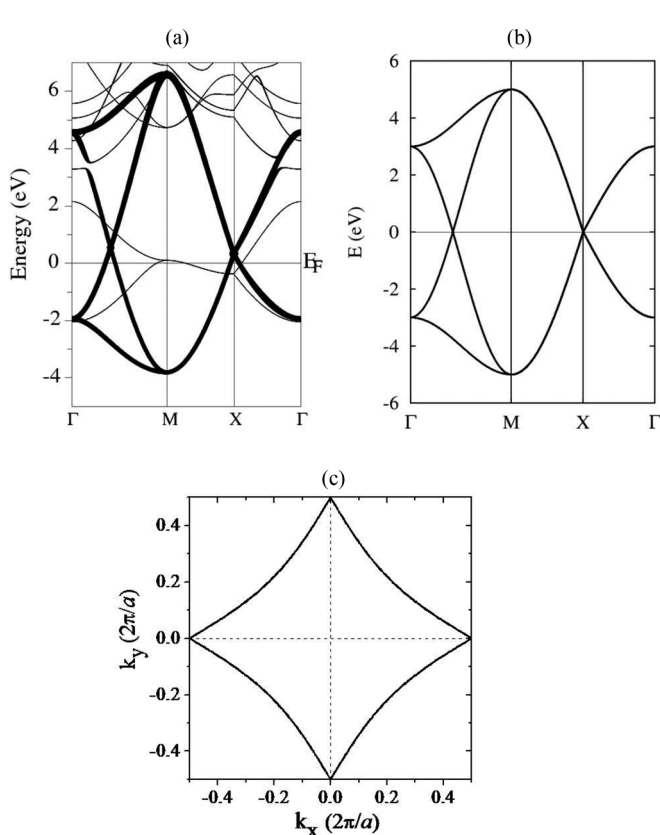 (a)
6
4
2
0
-2
-4
Energy (eV)
E_F
Γ M X Γ
(b)
6
4
2
0
-2
-4
-6
E (eV)
Γ M X Γ
(c)
0.4
0.2
0.0
-0.2
-0.4
k_y (2π/a)
-0.4 -0.2 0.0 0.2 0.4
k_x (2π/a)